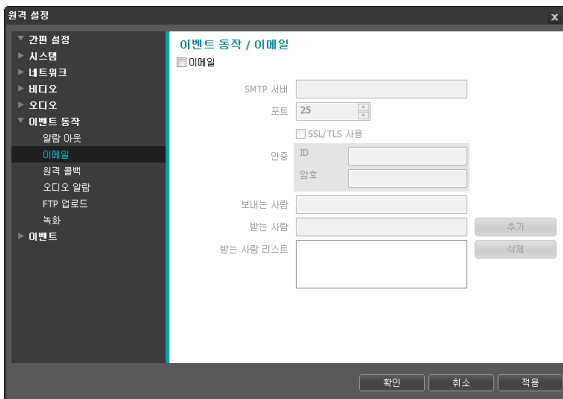 원격 설정
x
간편 설정
시스템
네트워크
비디오
오디오
이벤트 동작
알람 아웃
이메일
원격 콜백
오디오 알람
FTP 업로드
녹화
이벤트
이벤트 동작 / 이메일
이메일
SMTP 서버
포트 25
SSL/TLS 사용
인증 ID
암호
보내는 사람
받는 사람 추가
받는 사람 리스트 삭제
확인 취소 적용